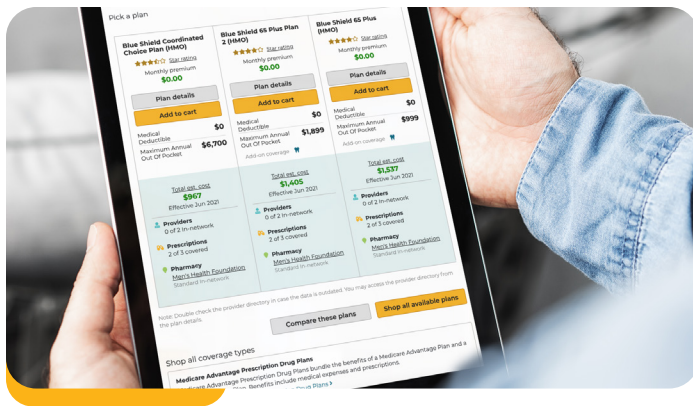 Pick a plan
Blue Shield Coordinated
Choice Plan (HMO)
Star rating
Monthly premium
$0.00
Plan details
Add to cart
Medical
Deductible
$0
Maximum Annual
Out Of Pocket
$6,700
Total est. cost
$967
Effective Jun 2021
Providers
0 of 2 In-network
Prescriptions
2 of 3 covered
Pharmacy
Men's Health Foundation
Standard In-network
Blue Shield 65 Plus Plan
2 (HMO)
Star rating
Monthly premium
$0.00
Plan details
Add to cart
Medical
Deductible
$0
Maximum Annual
Out Of Pocket
$1,899
Add-on coverage
Total est. cost
$1,405
Effective Jun 2021
Providers
0 of 2 In-network
Prescriptions
2 of 3 covered
Pharmacy
Men's Health Foundation
Standard In-network
Blue Shield 65 Plus
(HMO)
Star rating
Monthly premium
$0.00
Plan details
Add to cart
Medical
Deductible
$0
Maximum Annual
Out Of Pocket
$999
Add-on coverage
Total est. cost
$1,537
Effective Jun 2021
Providers
0 of 2 In-network
Prescriptions
2 of 3 covered
Pharmacy
Men's Health Foundation
Standard In-network
Note: Double check the provider directory in case the data is outdated. You may access the provider directory from
the plan details.
Compare these plans
Shop all available plans
Shop all coverage types
Medicare Advantage Prescription Drug Plans
Medicare Advantage Prescription Drug Plans bundle the benefits of a Medicare Advantage Plan and a
Plan. Benefits include medical expenses and prescriptions.
Drug Plans